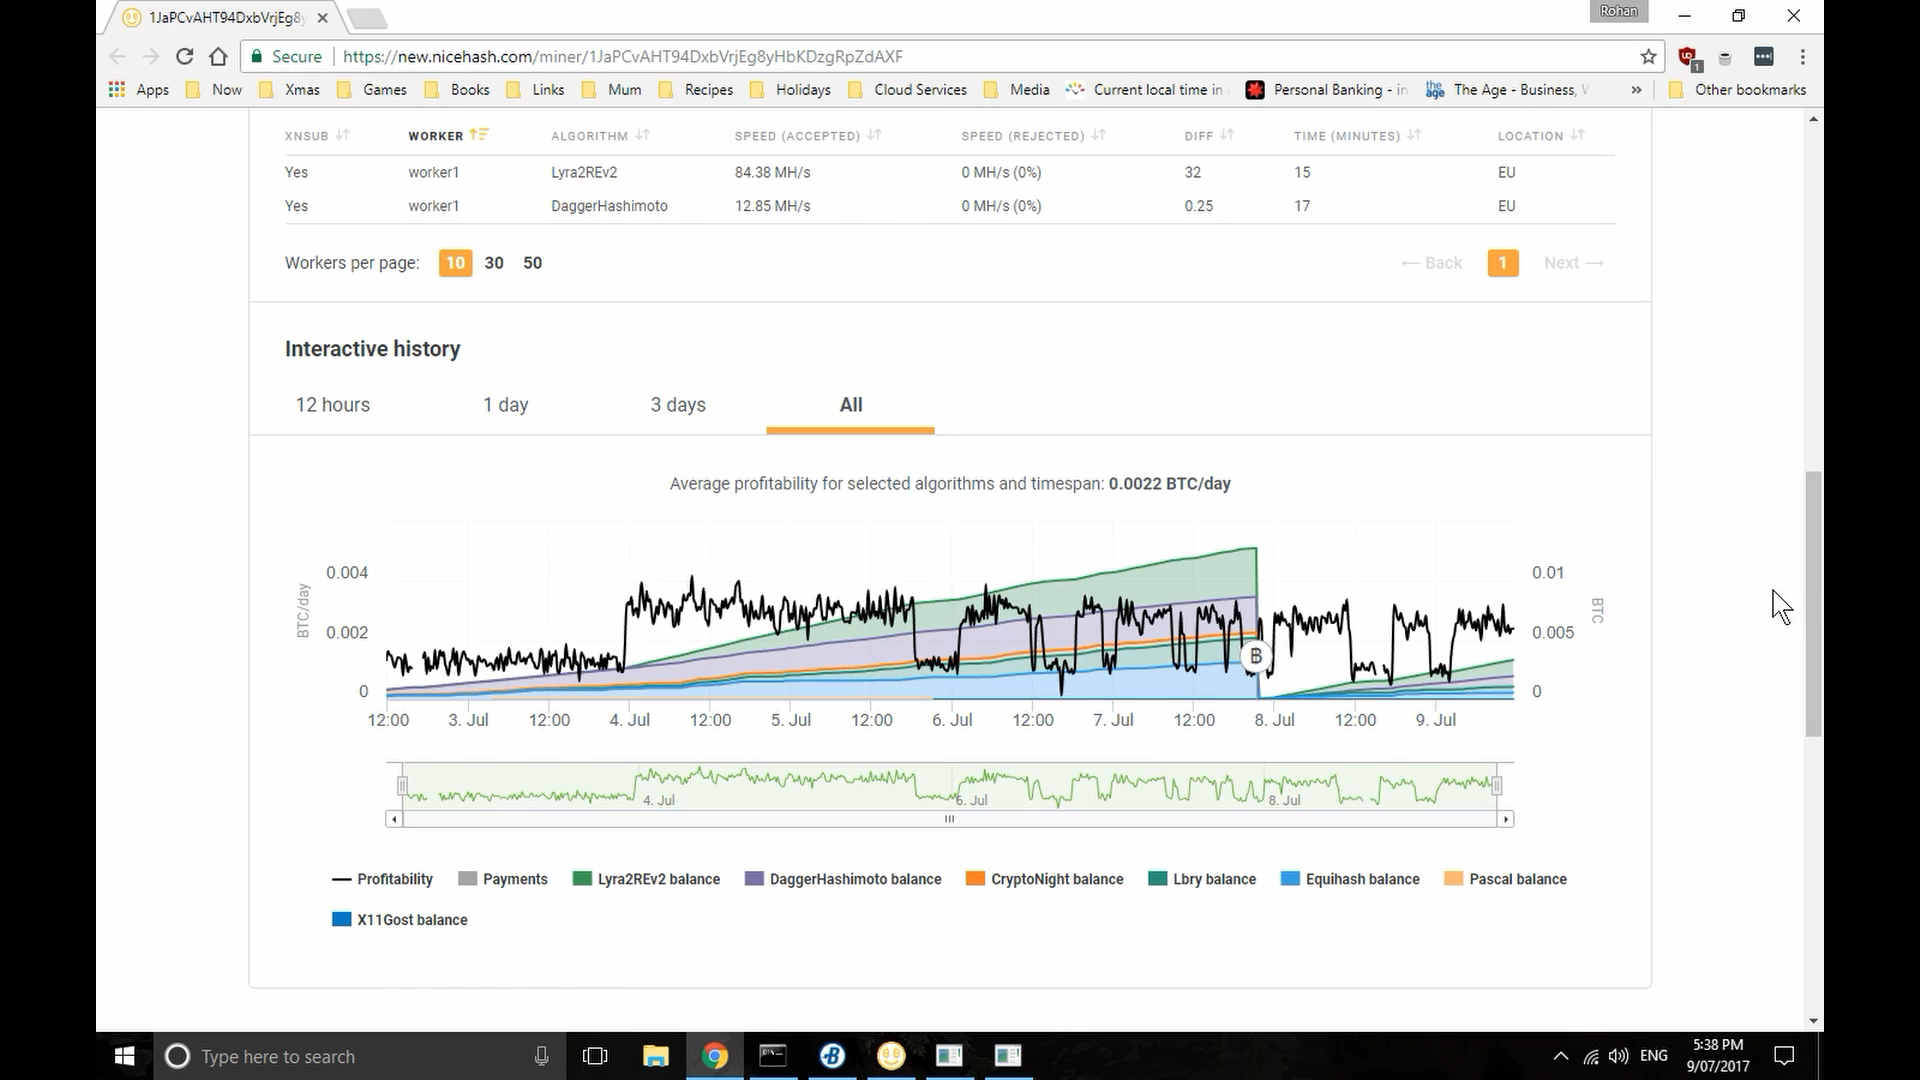 1JaPCvAHT94DxbVrjEg8y
Rohan
Secure https://new.nicehash.com/miner/1JaPCvAHT94DxbVrjEg8yHbKDzgRpZdAXF
1
Apps Now Xmas Games Books Links Mum Recipes Holidays Cloud Services Media Current local time in Personal Banking - in The Age - Business, » Other bookmarks
XNSUB WORKER ALGORITHM SPEED (ACCEPTED) SPEED (REJECTED) DIFF TIME (MINUTES) LOCATION
Yes worker1 Lyra2REv2 84.38 MH/s 0 MH/s (0%) 32 15 EU
Yes worker1 DaggerHashimoto 12.85 MH/s 0 MH/s (0%) 0.25 17 EU
Workers per page: 10 30 50 ← Back 1 Next →
Interactive history
12 hours 1 day 3 days All
Average profitability for selected algorithms and timespan: 0.0022 BTC/day
BTC/day
0.004
0.002
0
0.01
0.005
0
BTC
12:00 3. Jul 12:00 4. Jul 12:00 5. Jul 12:00 6. Jul 12:00 7. Jul 12:00 8. Jul 12:00 9. Jul
4. Jul 6. Jul 8. Jul
Profitability Payments Lyra2REv2 balance DaggerHashimoto balance CryptoNight balance Lbry balance Equihash balance Pascal balance
X11Gost balance
Type here to search
ENG
5:38 PM
9/07/2017